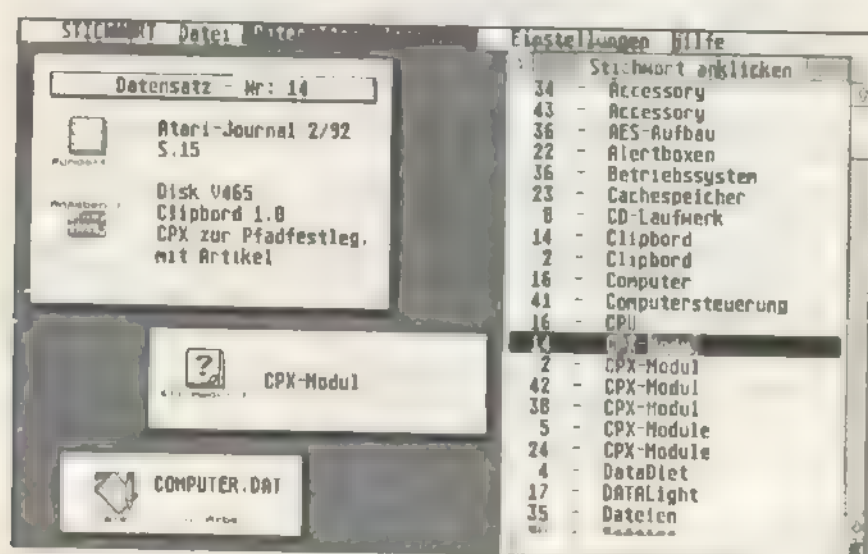 Datei
Einstellungen Hilfe
Datensatz - Nr: 14
Atari-Journal 2/92
S.15
Disk V465
Clipbord 1.0
CPX zur Pfadfestleg.
mit Artikel
CPX-Modul
COMPUTER.DAT
Stichwort anklicken
34 - Accessory
43 - Accessory
36 - AES-Aufbau
22 - Alertboxen
36 - Betriebssystem
23 - Cachespeicher
8 - CD-Laufwerk
14 - Clipbord
2 - Clipbord
16 - Computer
41 - Computersteuerung
16 - CPU
14
2 - CPX-Modul
42 - CPX-Modul
38 - CPX-Modul
5 - CPX-Module
24 - CPX-Module
4 - DataDiet
17 - DATALight
35 - Dateien